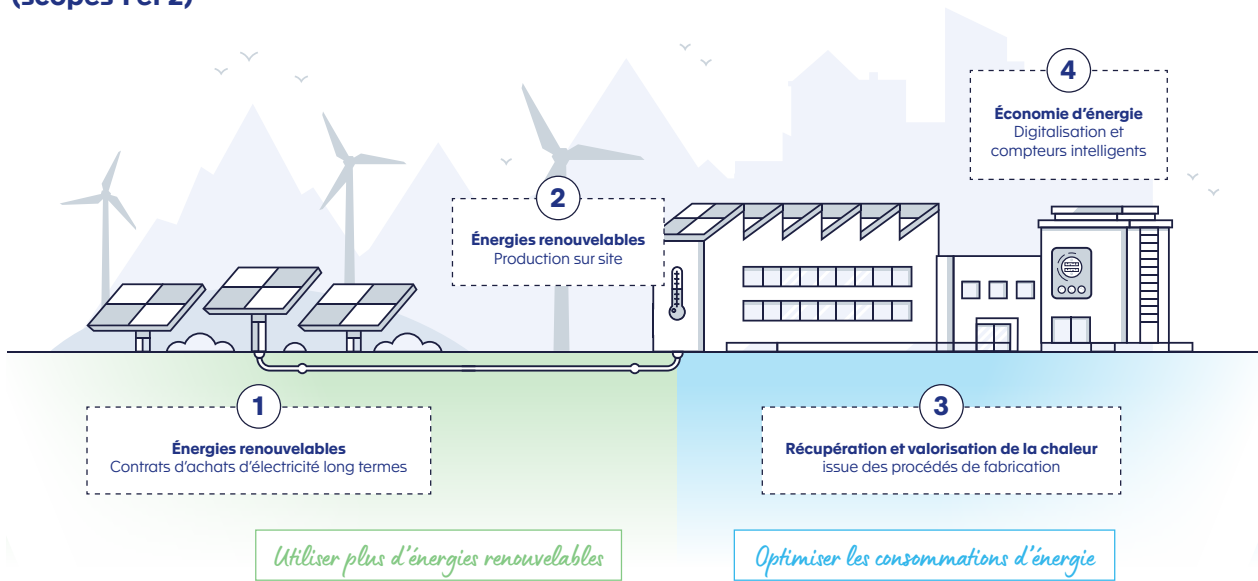 (scopes 1 et 2)
4
Économie d'énergie
Digitalisation et
compteurs intelligents
2
Énergies renouvelables
Production sur site
1
Énergies renouvelables
Contrats d'achats d'électricité long termes
3
Récupération et valorisation de la chaleur
issue des procédés de fabrication
Utiliser plus d'énergies renouvelables
Optimiser les consommations d'énergie